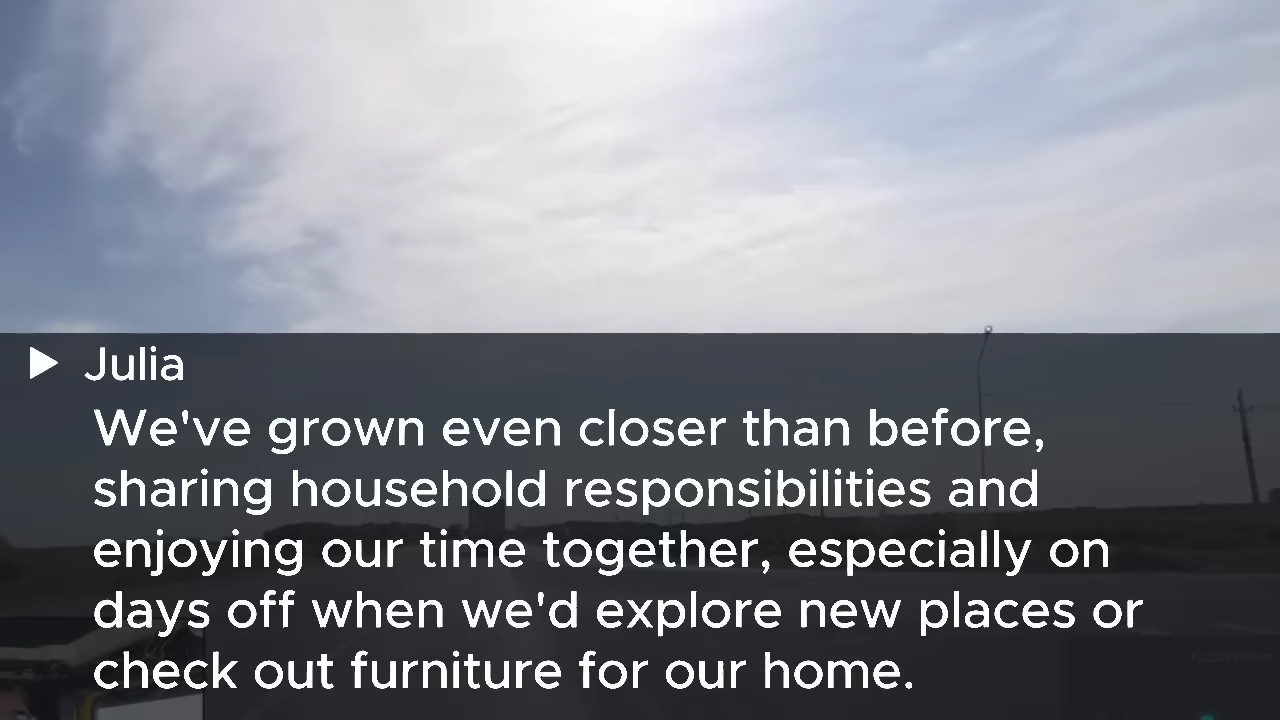 Julia
We've grown even closer than before,
sharing household responsibilities and
enjoying our time together, especially on
days off when we'd explore new places or
check out furniture for our home.